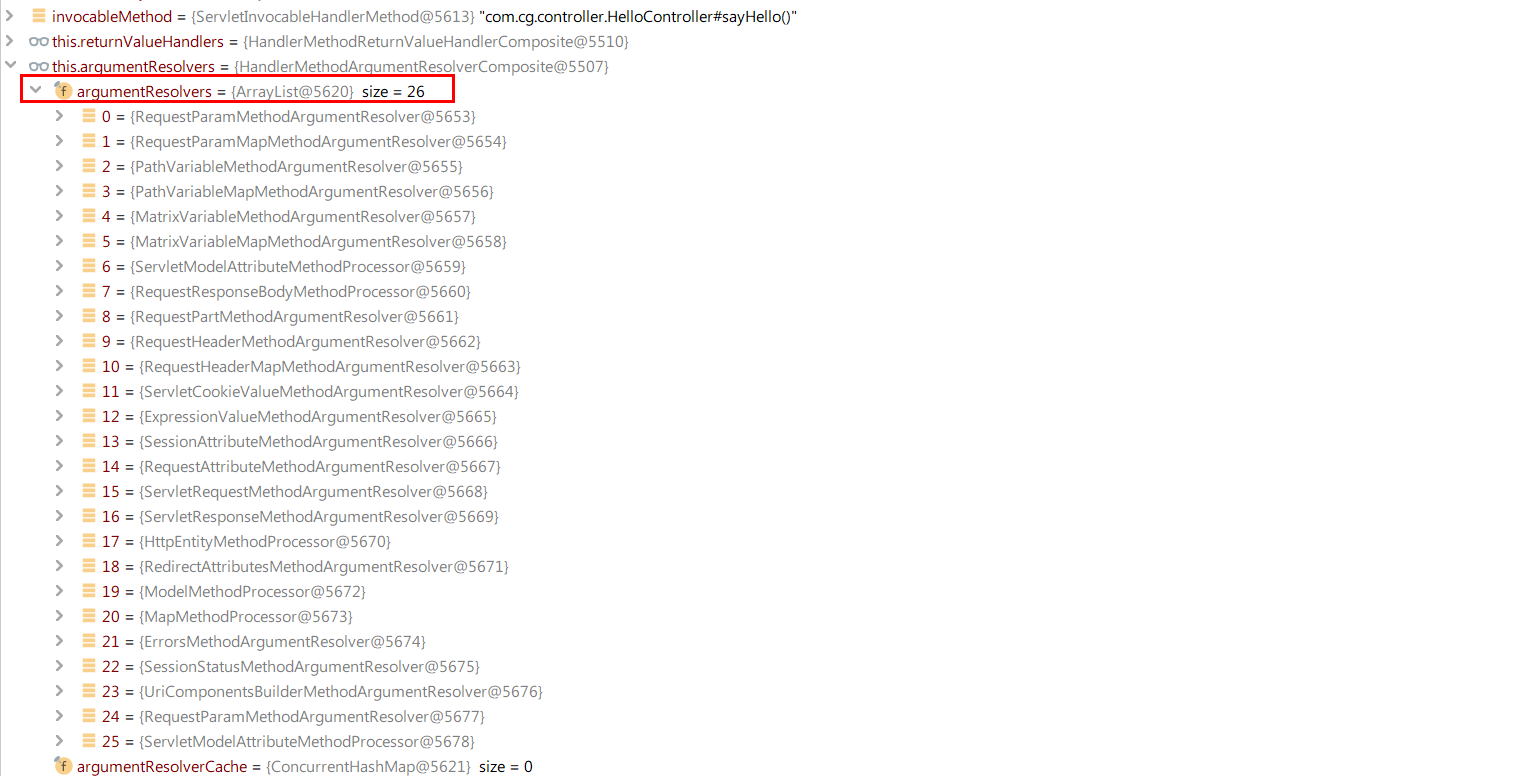 invocableMethod = {ServletInvocableHandlerMethod@5613} "com.cg.controller.HelloController#sayHello()"
this.returnValueHandlers = {HandlerMethodReturnValueHandlerComposite@5510}
this.argumentResolvers = {HandlerMethodArgumentResolverComposite@5507}
f argumentResolvers = {ArrayList@5620} size = 26
0 = {RequestParamMethodArgumentResolver@5653}
1 = {RequestParamMapMethodArgumentResolver@5654}
2 = {PathVariableMethodArgumentResolver@5655}
3 = {PathVariableMapMethodArgumentResolver@5656}
4 = {MatrixVariableMethodArgumentResolver@5657}
5 = {MatrixVariableMapMethodArgumentResolver@5658}
6 = {ServletModelAttributeMethodProcessor@5659}
7 = {RequestResponseBodyMethodProcessor@5660}
8 = {RequestPartMethodArgumentResolver@5661}
9 = {RequestHeaderMethodArgumentResolver@5662}
10 = {RequestHeaderMapMethodArgumentResolver@5663}
11 = {ServletCookieValueMethodArgumentResolver@5664}
12 = {ExpressionValueMethodArgumentResolver@5665}
13 = {SessionAttributeMethodArgumentResolver@5666}
14 = {RequestAttributeMethodArgumentResolver@5667}
15 = {ServletRequestMethodArgumentResolver@5668}
16 = {ServletResponseMethodArgumentResolver@5669}
17 = {HttpEntityMethodProcessor@5670}
18 = {RedirectAttributesMethodArgumentResolver@5671}
19 = {ModelMethodProcessor@5672}
20 = {MapMethodProcessor@5673}
21 = {ErrorsMethodArgumentResolver@5674}
22 = {SessionStatusMethodArgumentResolver@5675}
23 = {UriComponentsBuilderMethodArgumentResolver@5676}
24 = {RequestParamMethodArgumentResolver@5677}
25 = {ServletModelAttributeMethodProcessor@5678}
f argumentResolverCache = {ConcurrentHashMap@5621} size = 0